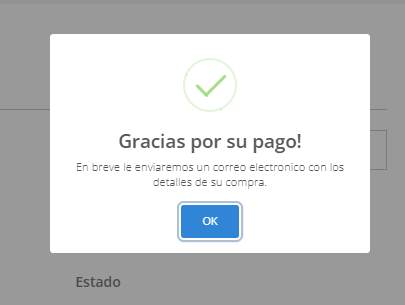 Gracias por su pago!
En breve le enviaremos un correo electronico con los
detalles de su compra.
OK
Estado